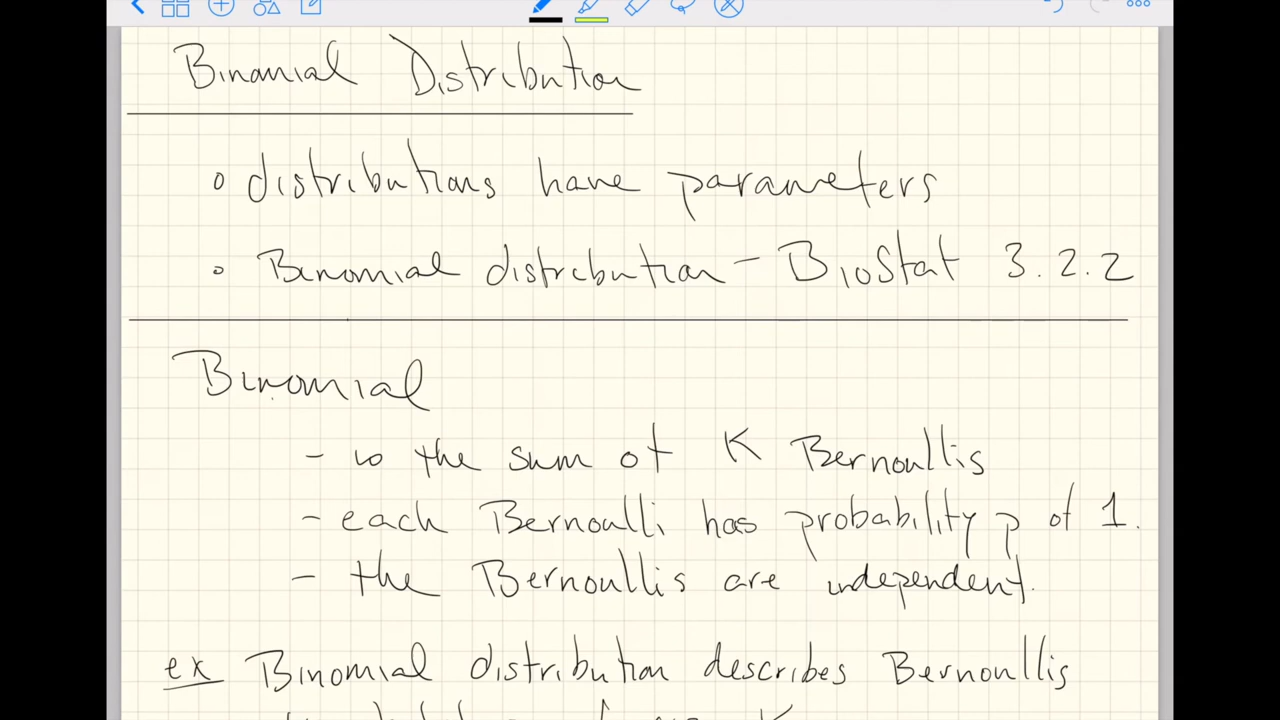 Binomial Distribution
o distributions have parameters
o Binomial distribution - BioStat 3.2.2
Binomial
- is the sum of K Bernoullis
- each Bernoulli has probability p of 1.
- the Bernoullis are independent.
ex Binomial distribution describes Bernoullis